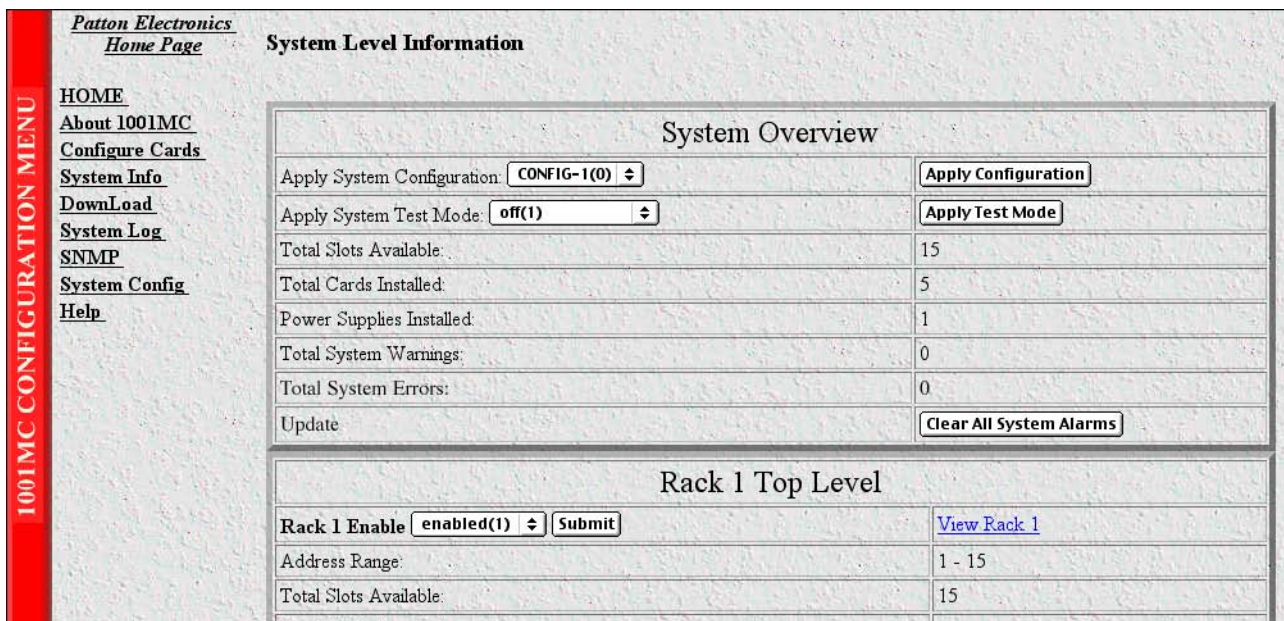 Patton Electronics
Home Page
1001MC CONFIGURATION MENU
HOME
About 1001MC
Configure Cards
System Info
DownLoad
System Log
SNMP
System Config
Help
System Level Information
System Overview
Apply System Configuration: CONFIG-1(0) Apply Configuration
Apply System Test Mode: off(1) Apply Test Mode
Total Slots Available: 15
Total Cards Installed: 5
Power Supplies Installed: 1
Total System Warnings: 0
Total System Errors: 0
Update Clear All System Alarms
Rack 1 Top Level
Rack 1 Enable enabled(1) Submit View Rack 1
Address Range: 1 - 15
Total Slots Available: 15